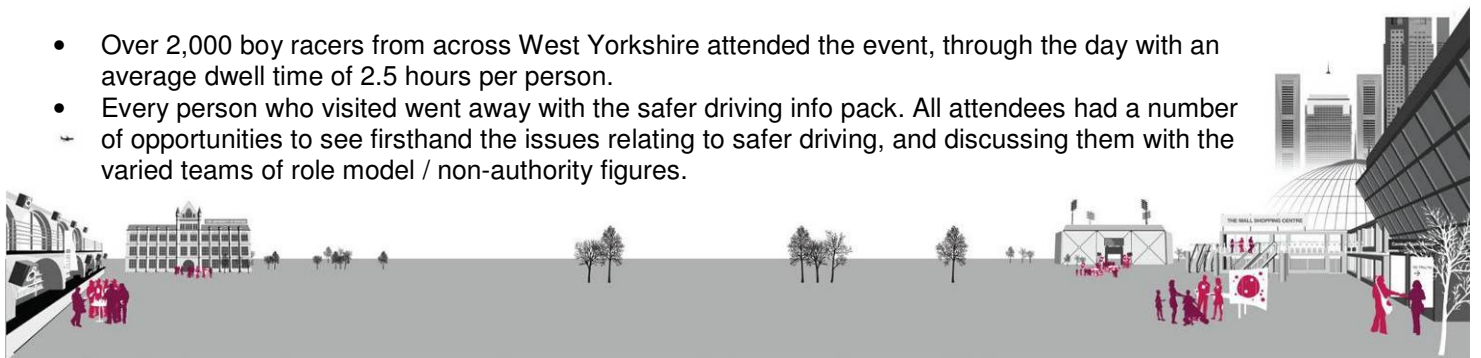 • Over 2,000 boy racers from across West Yorkshire attended the event, through the day with an
average dwell time of 2.5 hours per person.
• Every person who visited went away with the safer driving info pack. All attendees had a number
of opportunities to see firsthand the issues relating to safer driving, and discussing them with the
varied teams of role model / non-authority figures.
THE MALL SHOPPING CENTRE